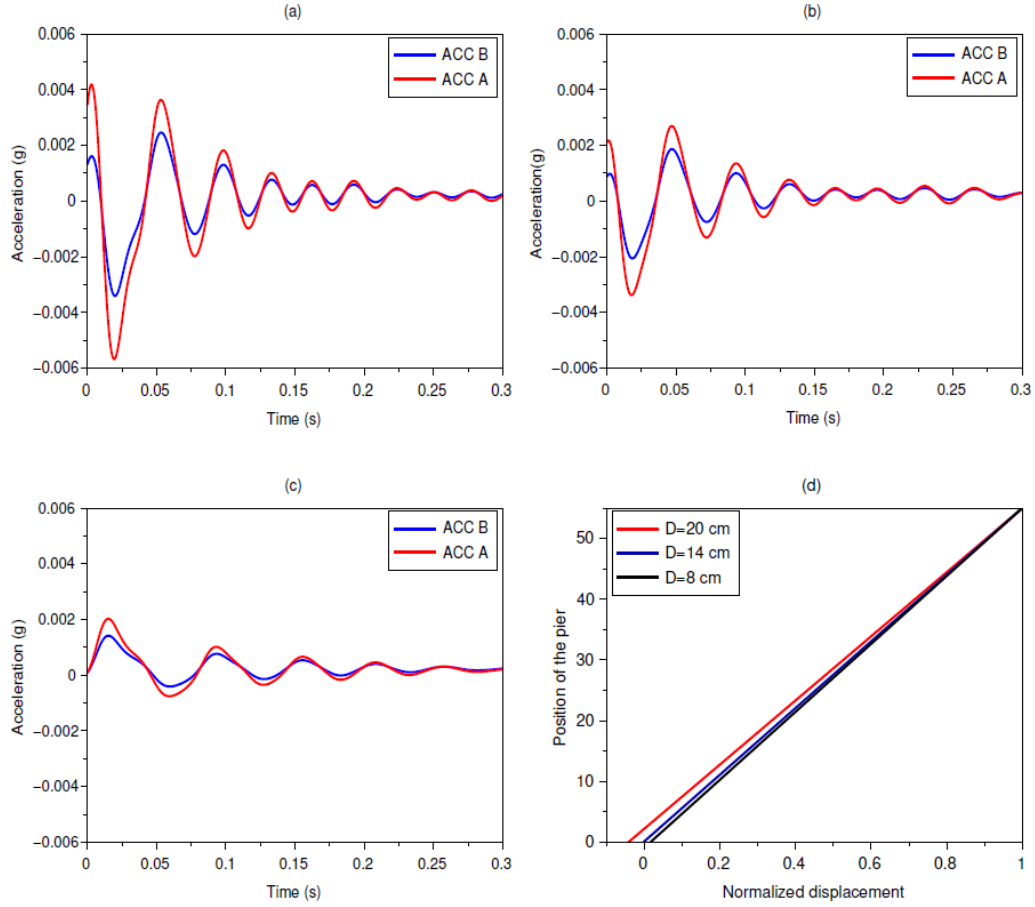 (a)
0.006
0.004
0.002
0
−0.002
−0.004
−0.006
Acceleration (g)
ACC B
ACC A
0
0.05
0.1
0.15
0.2
0.25
0.3
Time (s)
(b)
0.006
0.004
0.002
0
−0.002
−0.004
−0.006
Acceleration(g)
ACC B
ACC A
0
0.05
0.1
0.15
0.2
0.25
0.3
Time (s)
(c)
0.006
0.004
0.002
0
−0.002
−0.004
−0.006
Acceleration (g)
ACC B
ACC A
0
0.05
0.1
0.15
0.2
0.25
0.3
Time (s)
(d)
50
40
30
20
10
0
Position of the pier
D=20 cm
D=14 cm
D=8 cm
0
0.2
0.4
0.6
0.8
1
Normalized displacement